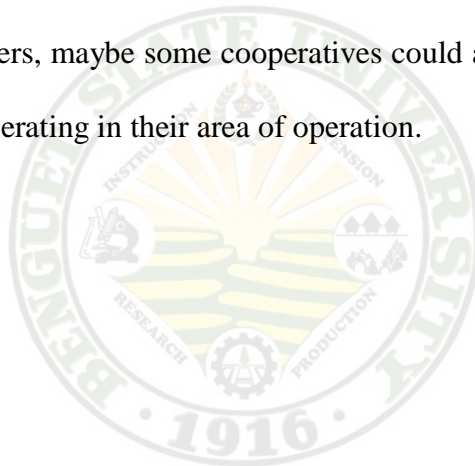 ers, maybe some cooperatives could a
erating in their area of operation.
BENGUET STATE UNIVERSITY
INSTRUCTION
EXTENSION
RESEARCH
PRODUCTION
· 1916 ·